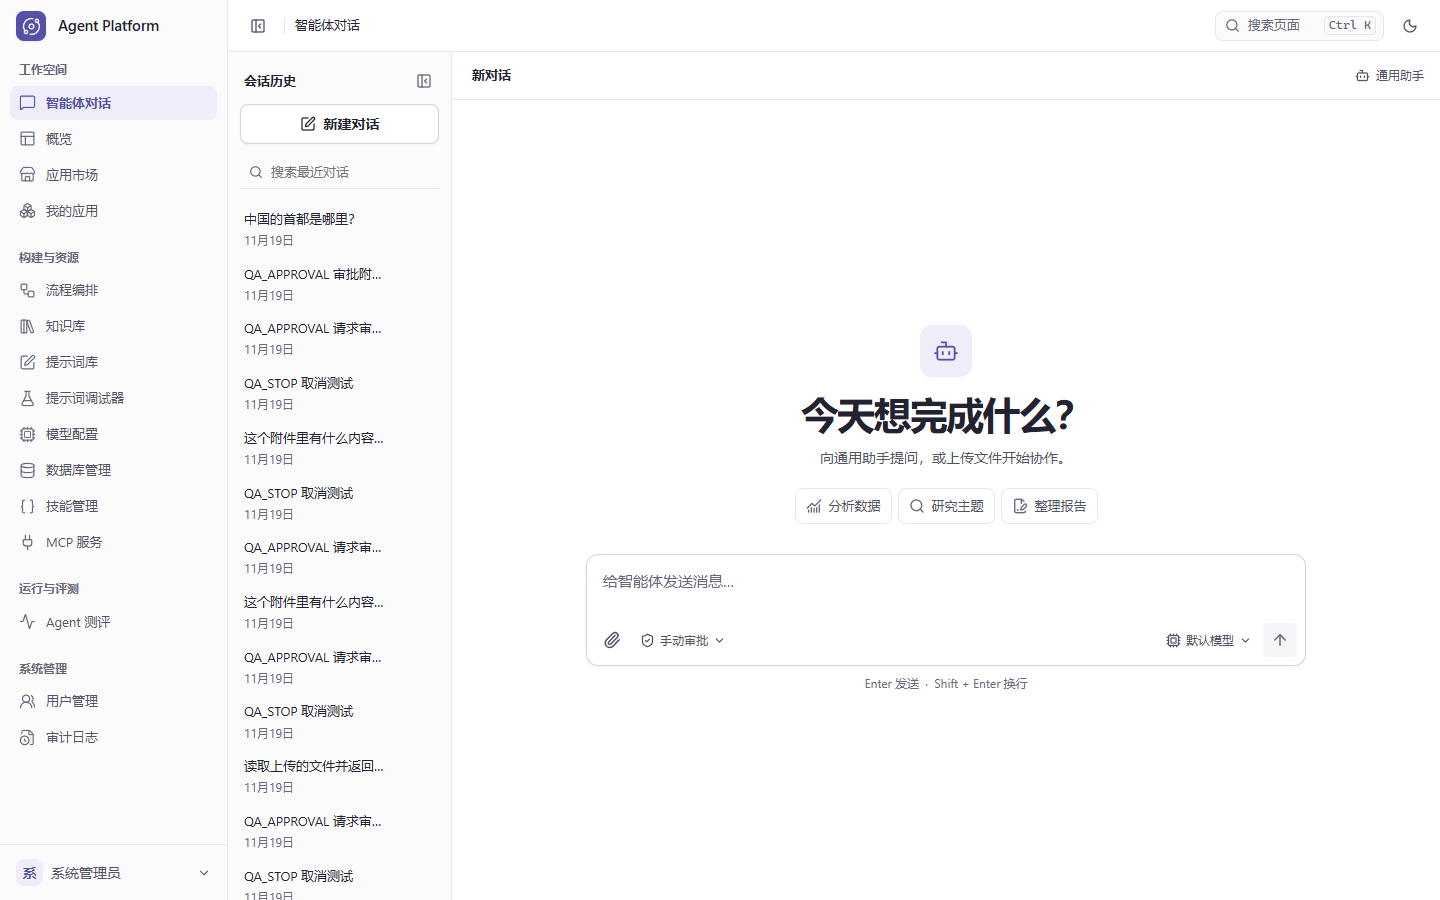 Agent Platform
工作空间
智能体对话
概览
应用市场
我的应用
构建与资源
流程编排
知识库
提示词库
提示词调试器
模型配置
数据库管理
技能管理
MCP 服务
运行与评测
Agent 测评
系统管理
用户管理
审计日志
系 系统管理员
智能体对话
搜索页面 Ctrl K
会话历史
新建对话
搜索最近对话
中国的首都是哪里?
11月19日
QA_APPROVAL 审批附...
11月19日
QA_APPROVAL 请求审...
11月19日
QA_STOP 取消测试
11月19日
这个附件里有什么内容...
11月19日
QA_STOP 取消测试
11月19日
QA_APPROVAL 请求审...
11月19日
这个附件里有什么内容...
11月19日
QA_APPROVAL 请求审...
11月19日
QA_STOP 取消测试
11月19日
读取上传的文件并返回...
11月19日
QA_APPROVAL 请求审...
11月19日
QA_STOP 取消测试
11月19日
新对话
通用助手
今天想完成什么?
向通用助手提问，或上传文件开始协作。
分析数据 研究主题 整理报告
给智能体发送消息...
手动审批 默认模型
Enter 发送 · Shift + Enter 换行